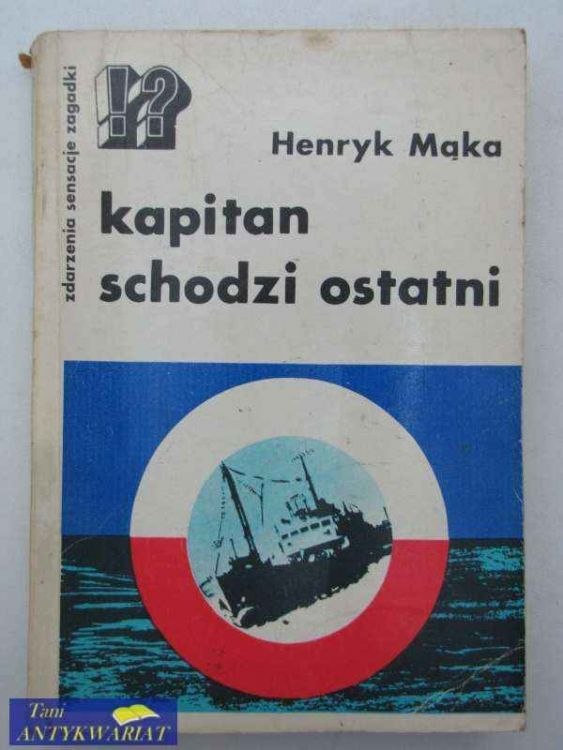 !?
zdarzenia sensacje zagadki
Henryk Mąka
kapitan
schodzi ostatni
Tani
ANTYKWARIAT